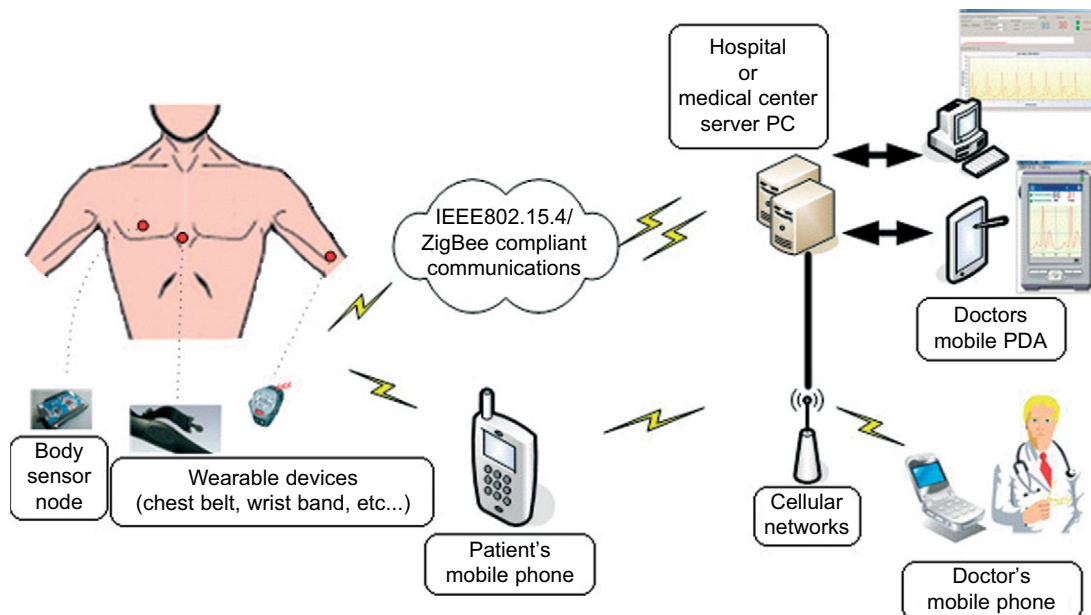 Hospital
or
medical center
server PC
IEEE802.15.4/
ZigBee compliant
communications
Doctors
mobile PDA
Body
sensor
node
Wearable devices
(chest belt, wrist band, etc...)
Patient's
mobile phone
Cellular
networks
Doctor's
mobile phone